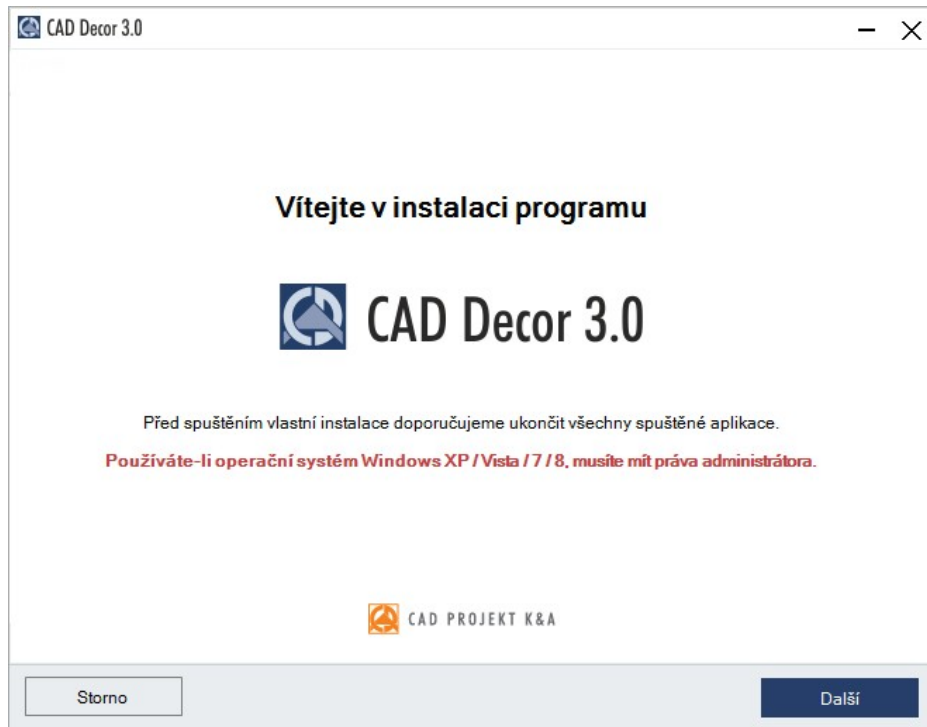 CAD Decor 3.0
Vítejte v instalaci programu
CAD Decor 3.0
Před spuštěním vlastní instalace doporučujeme ukončit všechny spuštěné aplikace.
Používáte-li operační systém Windows XP / Vista / 7 / 8, musíte mít práva administrátora.
CAD PROJEKT K&A
Storno
Další